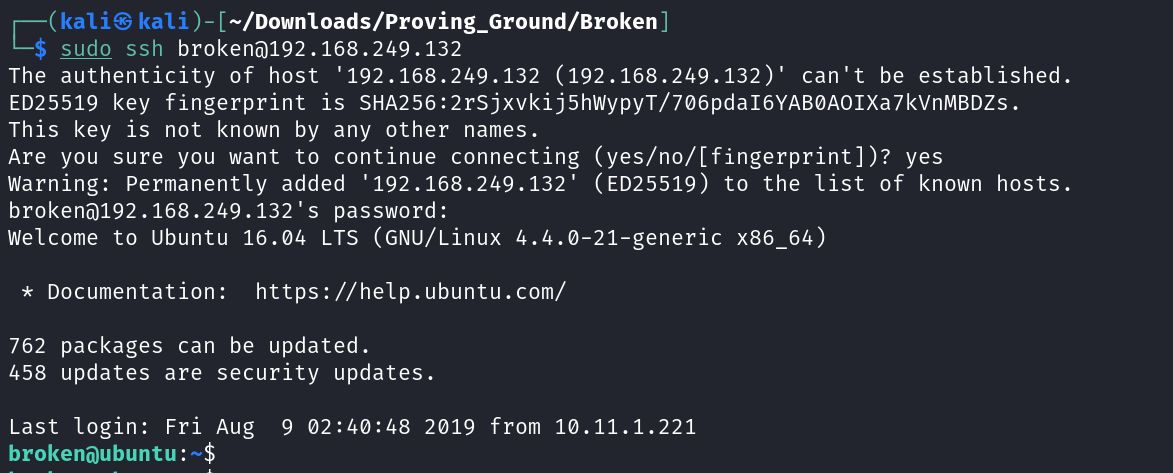 ┌──(kali㉿kali)-[~/Downloads/Proving_Ground/Broken]
└─$ sudo ssh broken@192.168.249.132
The authenticity of host '192.168.249.132 (192.168.249.132)' can't be established.
ED25519 key fingerprint is SHA256:2rSjxvkij5hWypyT/706pdaI6YAB0AOIXa7kVnMBDZs.
This key is not known by any other names.
Are you sure you want to continue connecting (yes/no/[fingerprint])? yes
Warning: Permanently added '192.168.249.132' (ED25519) to the list of known hosts.
broken@192.168.249.132's password:
Welcome to Ubuntu 16.04 LTS (GNU/Linux 4.4.0-21-generic x86_64)

 * Documentation:  https://help.ubuntu.com/

762 packages can be updated.
458 updates are security updates.

Last login: Fri Aug  9 02:40:48 2019 from 10.11.1.221
broken@ubuntu:~$